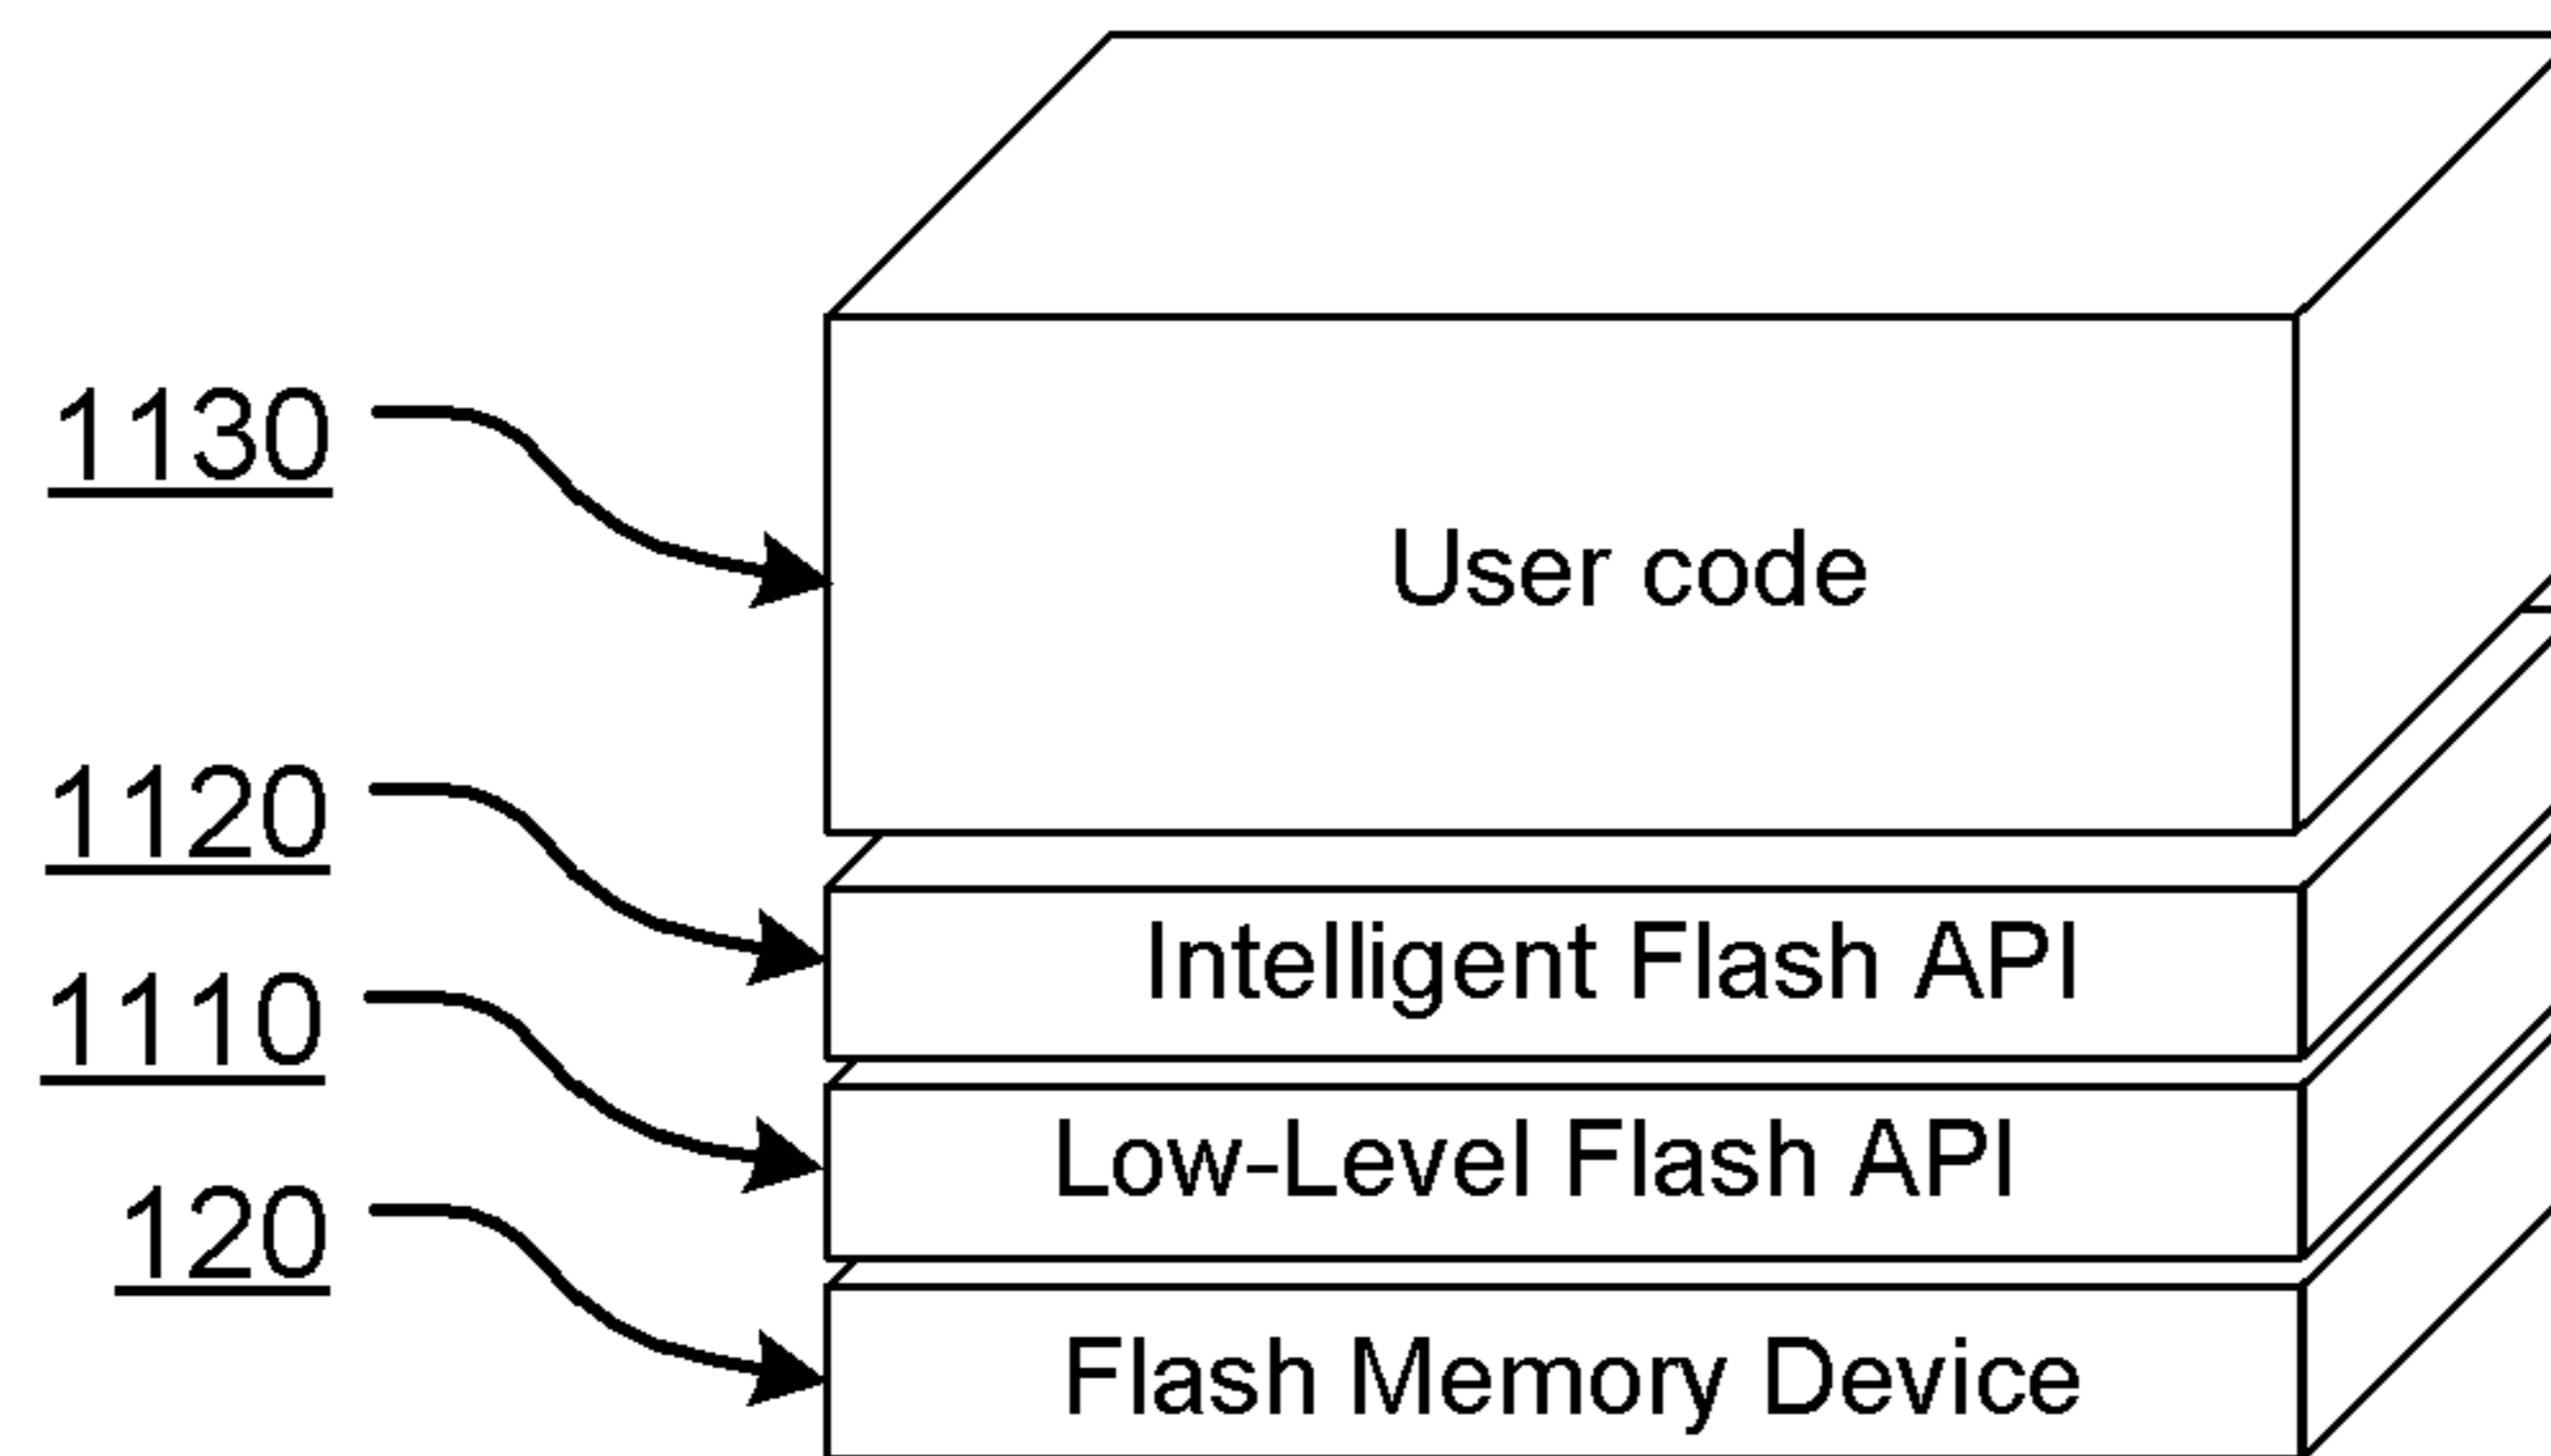 1130
User code
1120
Intelligent Flash API
1110
Low-Level Flash API
120
Flash Memory Device